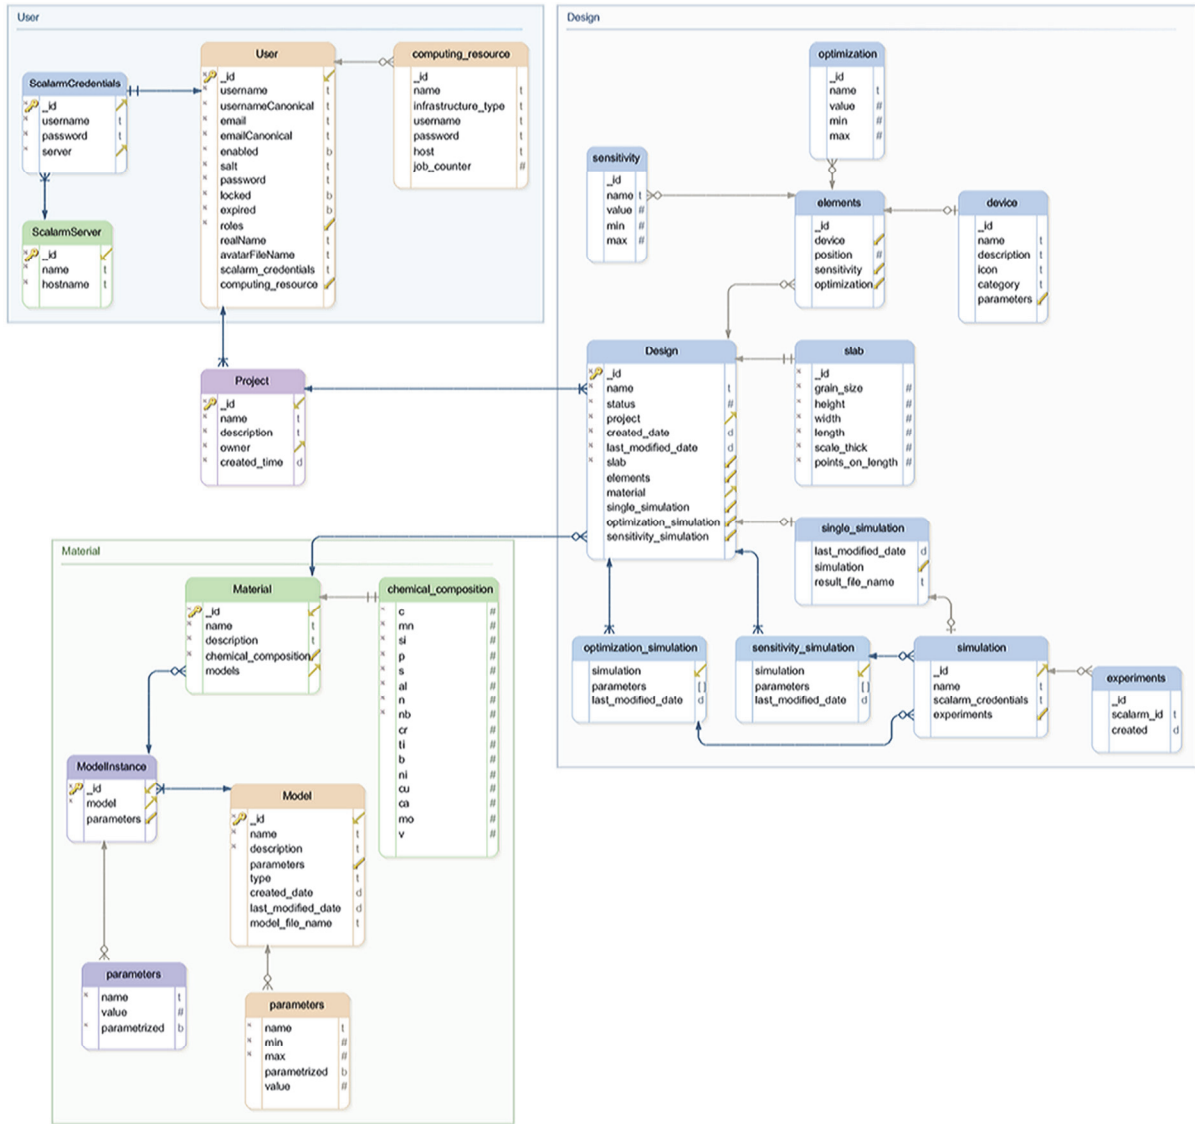 User
ScalarmCredentials
_id
username t
password t
server
ScalarmServer
_id
name t
hostname t
User
_id
username t
usernameCanonical t
email t
emailCanonical t
enabled b
salt t
password t
locked b
expired b
roles
realName t
avatarFileName t
scalarm_credentials t
computing_resource
computing_resource
_id
name t
infrastructure_type t
username t
password t
host t
job_counter #
Project
_id
name t
description t
owner
created_time d
Design
optimization
_id
name t
value #
min #
max #
sensitivity
_id
name t
value #
min #
max #
elements
_id
device
position #
sensitivity
optimization
device
_id
name t
description t
icon t
category t
parameters
Design
_id
name t
status #
project
created_date d
last_modified_date d
slab
elements
material
single_simulation
optimization_simulation
sensitivity_simulation
slab
_id
grain_size #
height #
width #
length #
scale_thick #
points_on_length #
single_simulation
last_modified_date d
simulation
result_file_name t
optimization_simulation
simulation
parameters [ ]
last_modified_date d
sensitivity_simulation
simulation
parameters [ ]
last_modified_date d
simulation
_id
name t
scalarm_credentials t
experiments
experiments
_id
scalarm_id t
created d
Material
Material
_id
name t
description t
chemical_composition
models
chemical_composition
c #
mn #
si #
p #
s #
al #
n #
nb #
cr #
ti #
b #
ni #
cu #
ca #
mo #
v #
ModelInstance
_id
model
parameters
Model
_id
name t
description t
parameters
type t
created_date d
last_modified_date d
model_file_name t
parameters
name t
value #
parametrized b
parameters
name t
min #
max #
parametrized b
value #